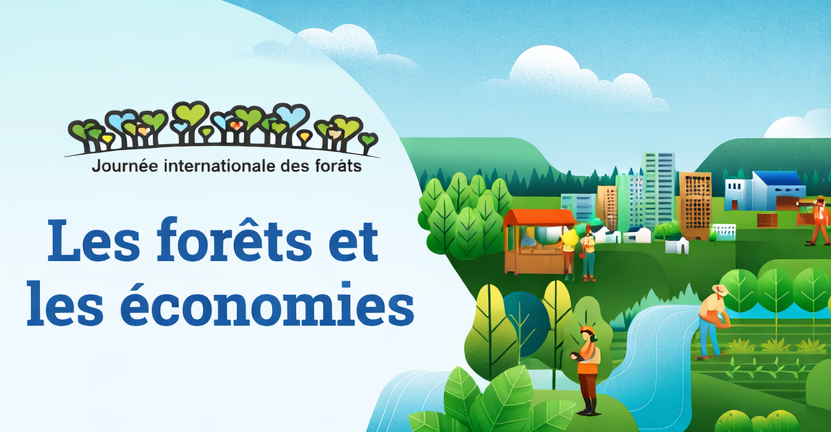 Journée internationale des forêts
Les forêts et
les économies